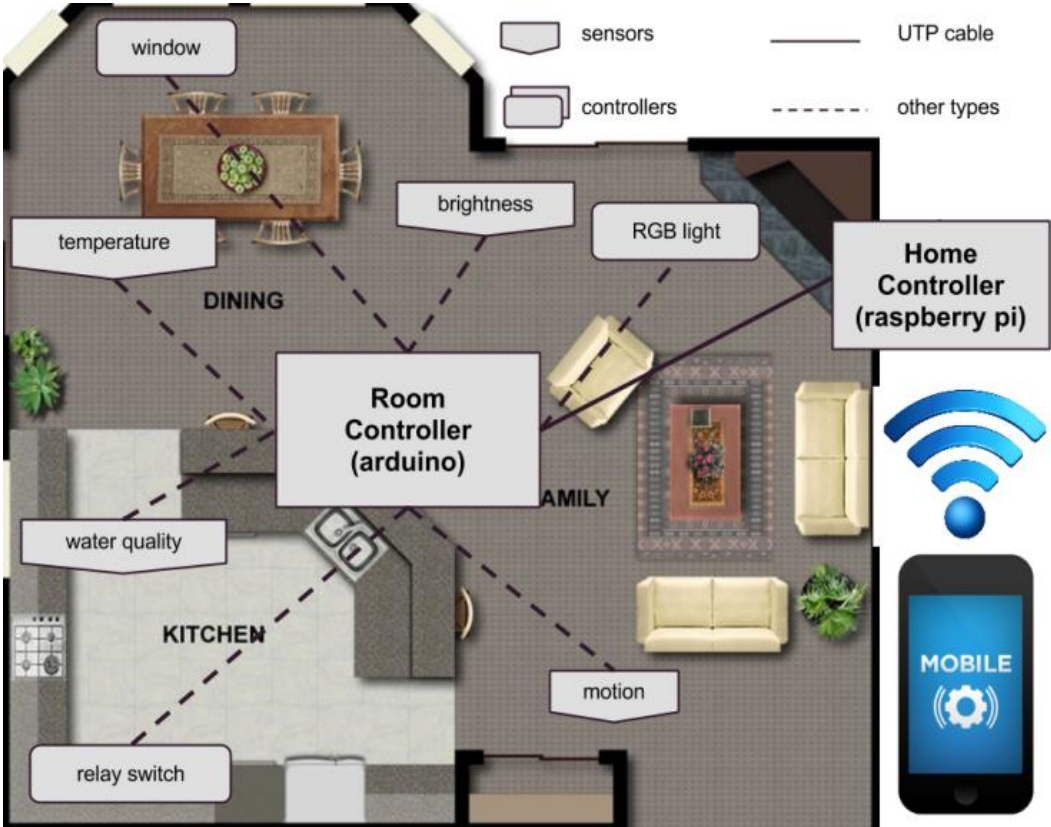 window
sensors
UTP cable
controllers
other types
brightness
temperature
RGB light
Home
Controller
(raspberry pi)
DINING
Room
Controller
(arduino)
AMILY
water quality
KITCHEN
motion
MOBILE
relay switch